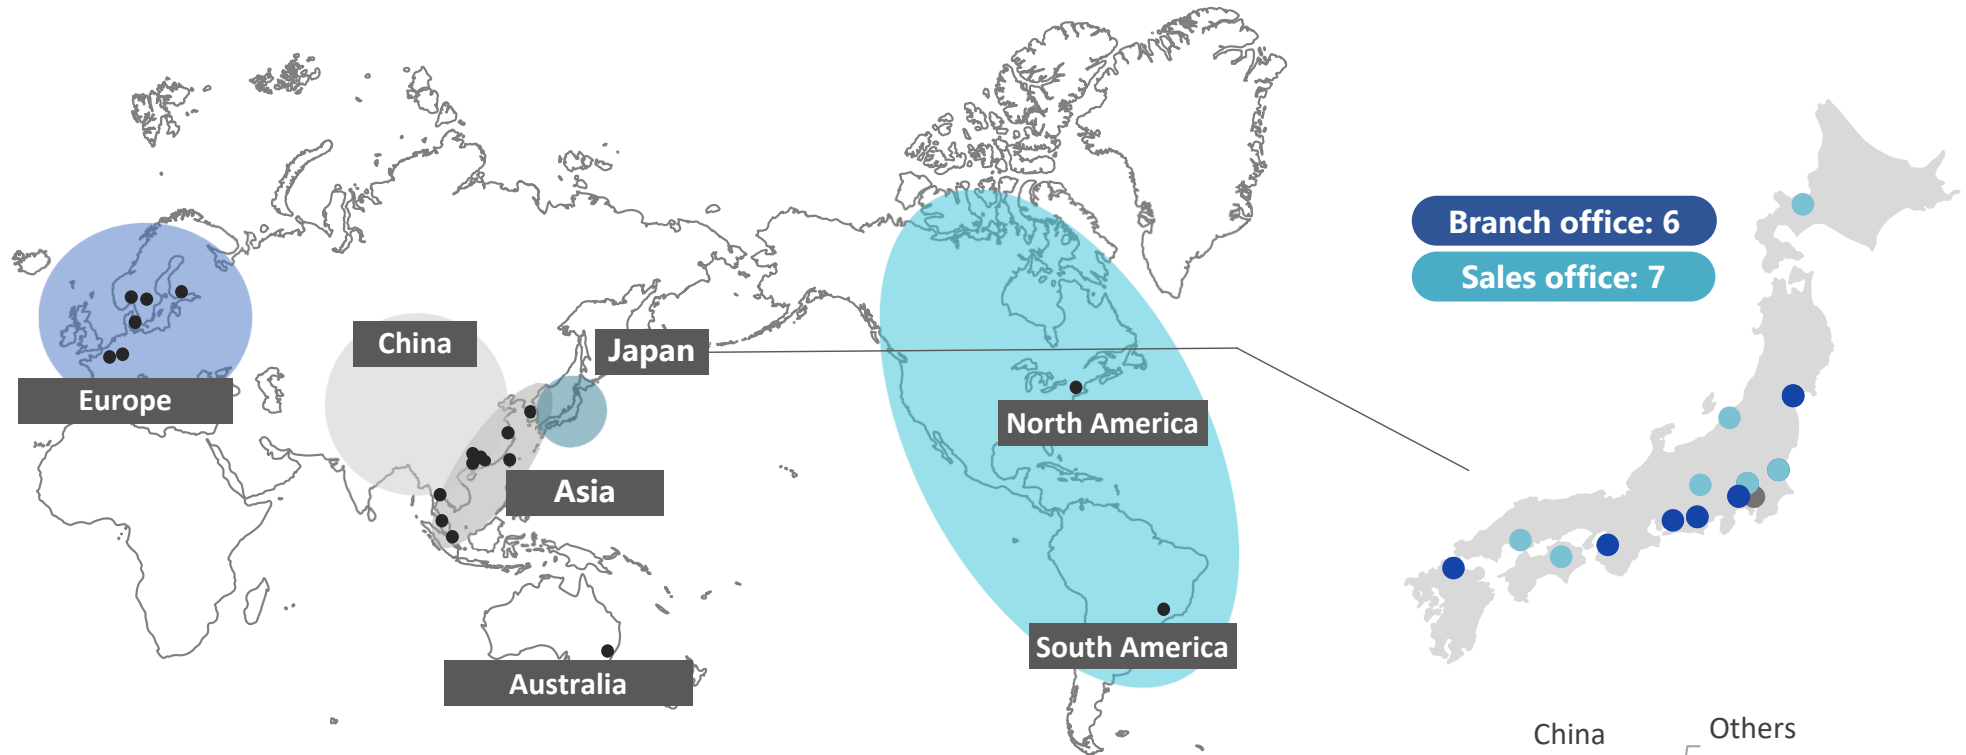 Branch office: 6
Sales office: 7
China
Japan
Europe
North America
Asia
South America
Australia
China
Others